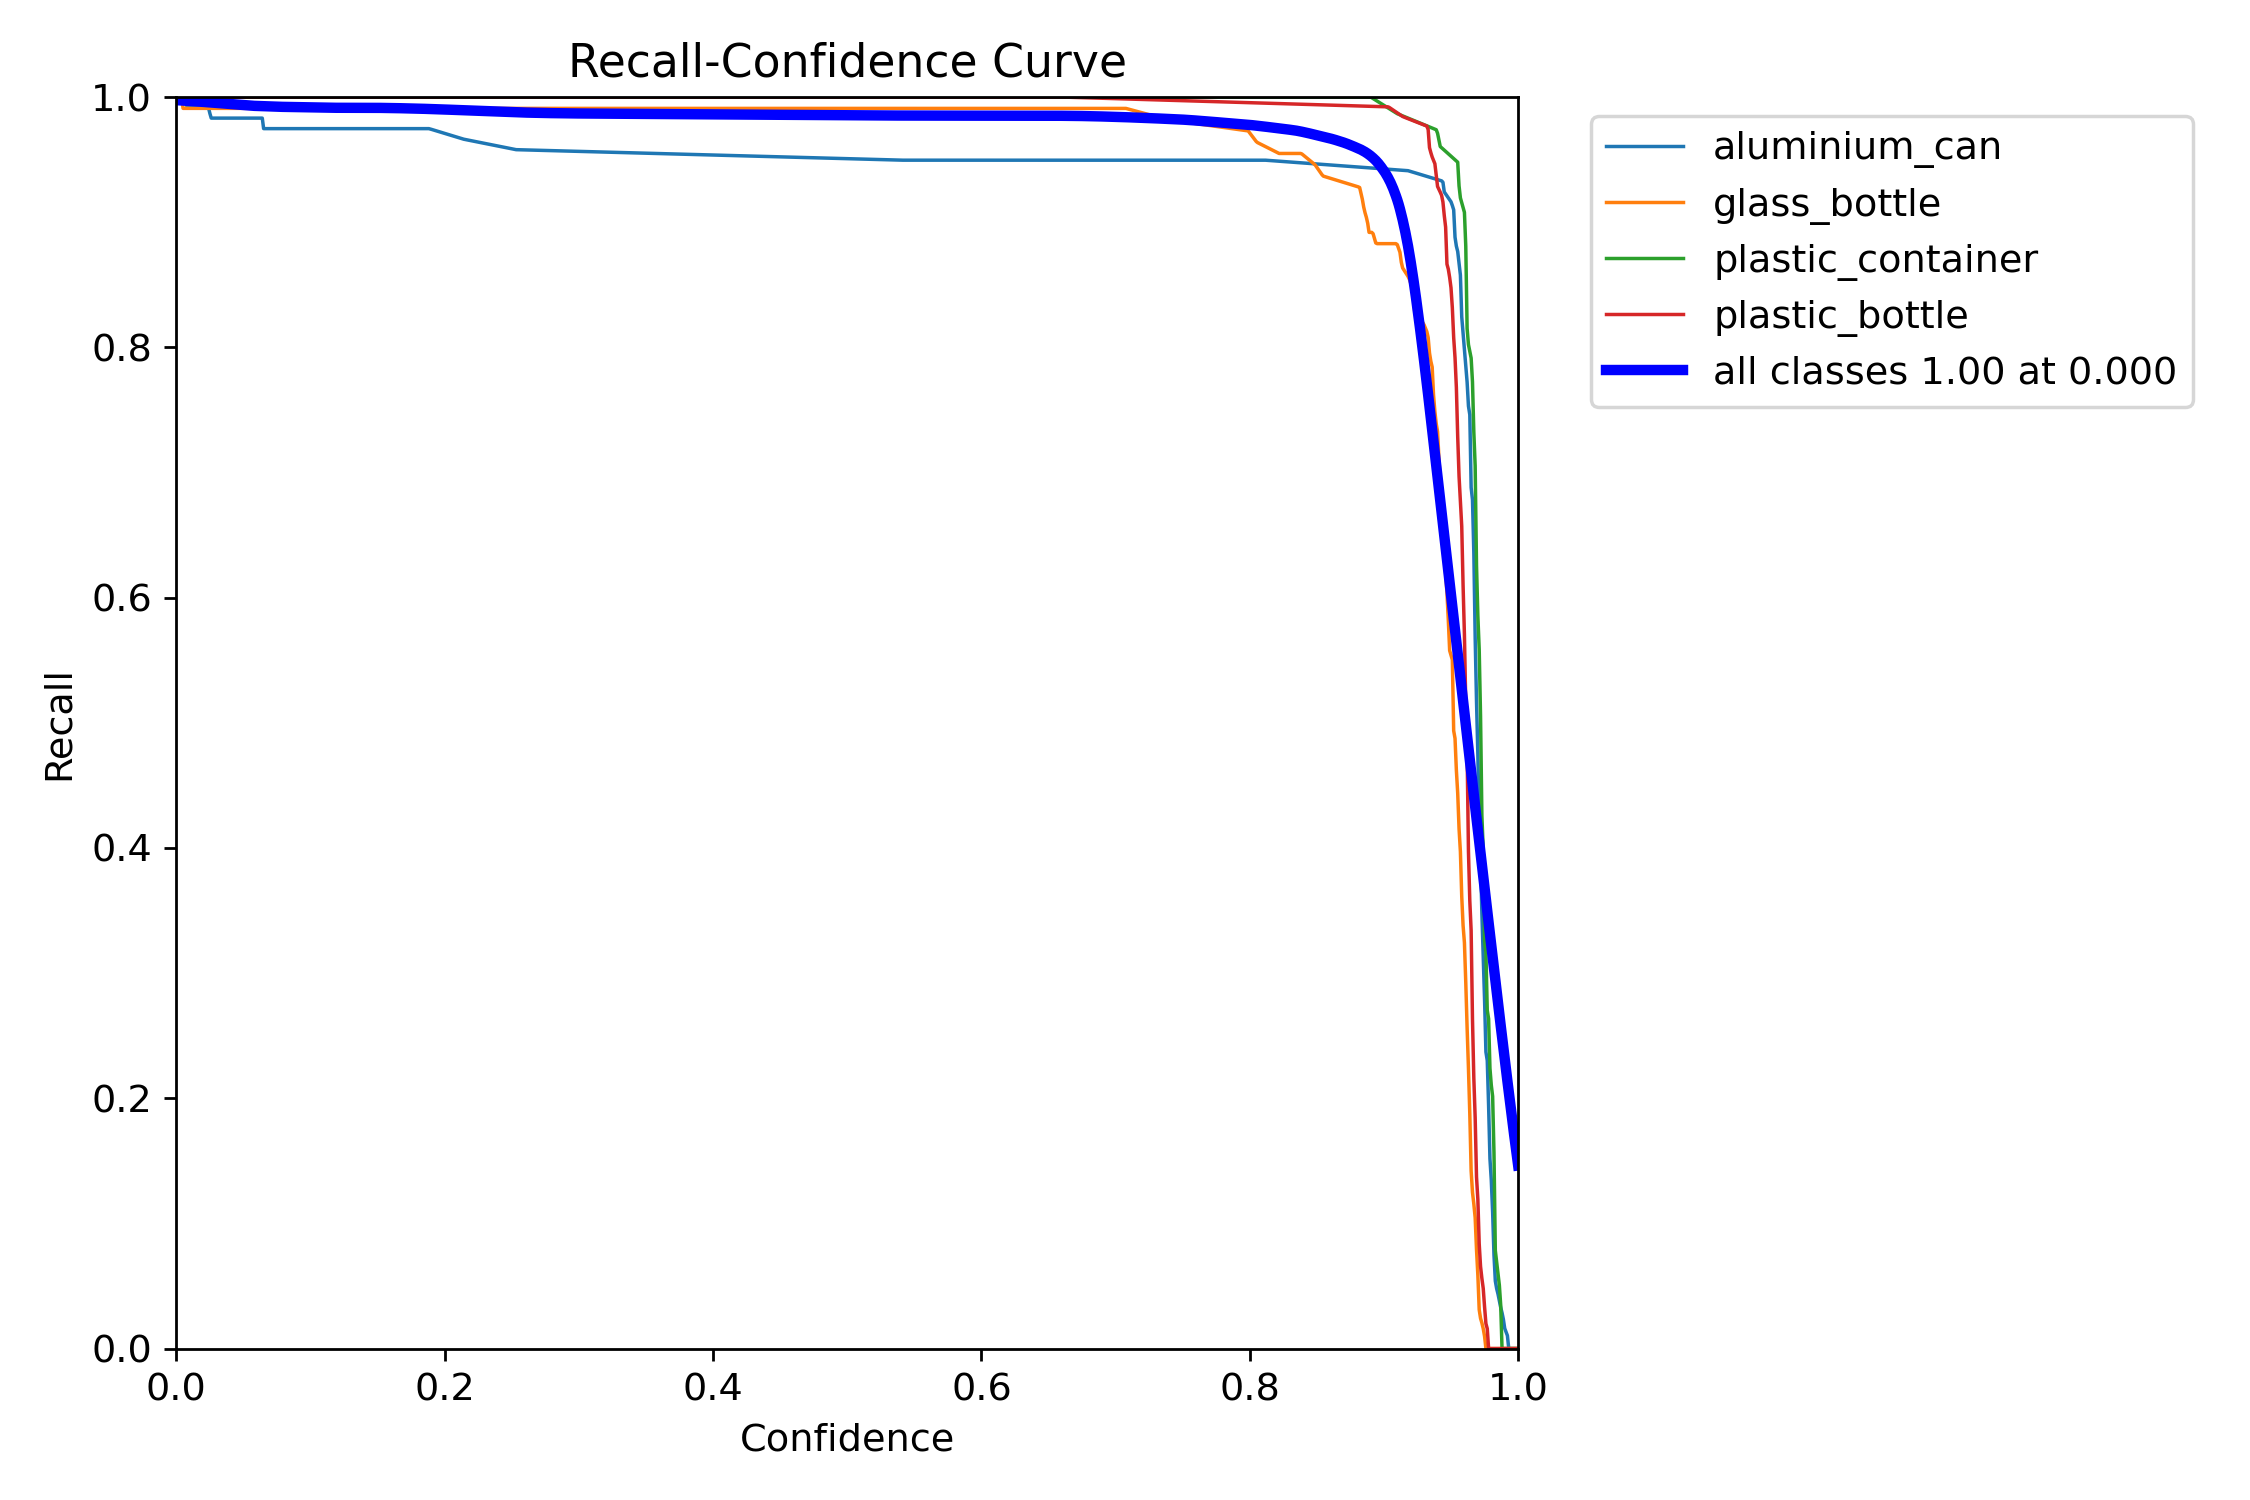 Recall-Confidence Curve
1.0
0.8
0.6
0.4
0.2
0.0
Recall
0.0 0.2 0.4 0.6 0.8 1.0
Confidence
aluminium_can
glass_bottle
plastic_container
plastic_bottle
all classes 1.00 at 0.000